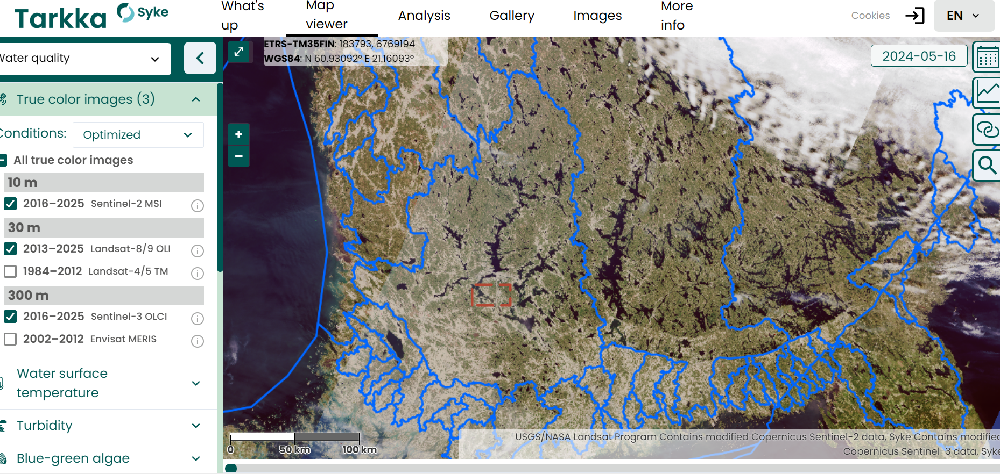 Tarkka Syke
What's up
Map viewer
Analysis
Gallery
Images
More info
Cookies
EN
Water quality
ETRS-TM35FIN: 183793, 6769194
WGS84: N 60.93092° E 21.16093°
2024-05-16
True color images (3)
Conditions: Optimized
All true color images
10 m
2016–2025 Sentinel-2 MSI
30 m
2013–2025 Landsat-8/9 OLI
1984–2012 Landsat-4/5 TM
300 m
2016–2025 Sentinel-3 OLCI
2002–2012 Envisat MERIS
Water surface
temperature
Turbidity
Blue-green algae
+
−
0 50 km 100 km
USGS/NASA Landsat Program Contains modified Copernicus Sentinel-2 data, Syke Contains modified
Copernicus Sentinel-3 data, Syke